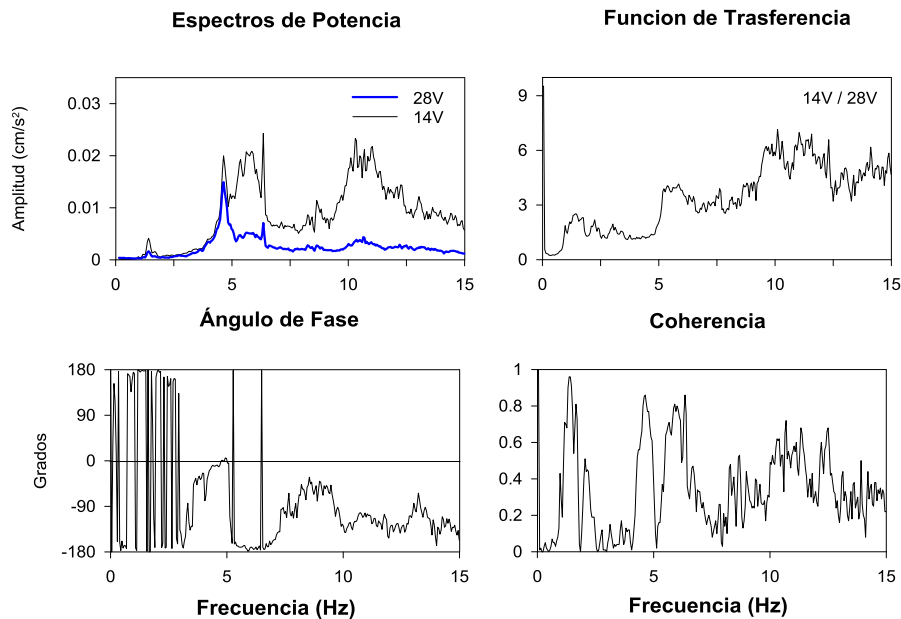 Espectros de Potencia
Funcion de Trasferencia
Amplitud (cm/s²)
0.03
0.02
0.01
0
28V
14V
0 5 10 15
9
6
3
0
14V / 28V
0 5 10 15
Ángulo de Fase
Coherencia
Grados
180
90
0
-90
-180
0 5 10 15
Frecuencia (Hz)
1
0.8
0.6
0.4
0.2
0
0 5 10 15
Frecuencia (Hz)